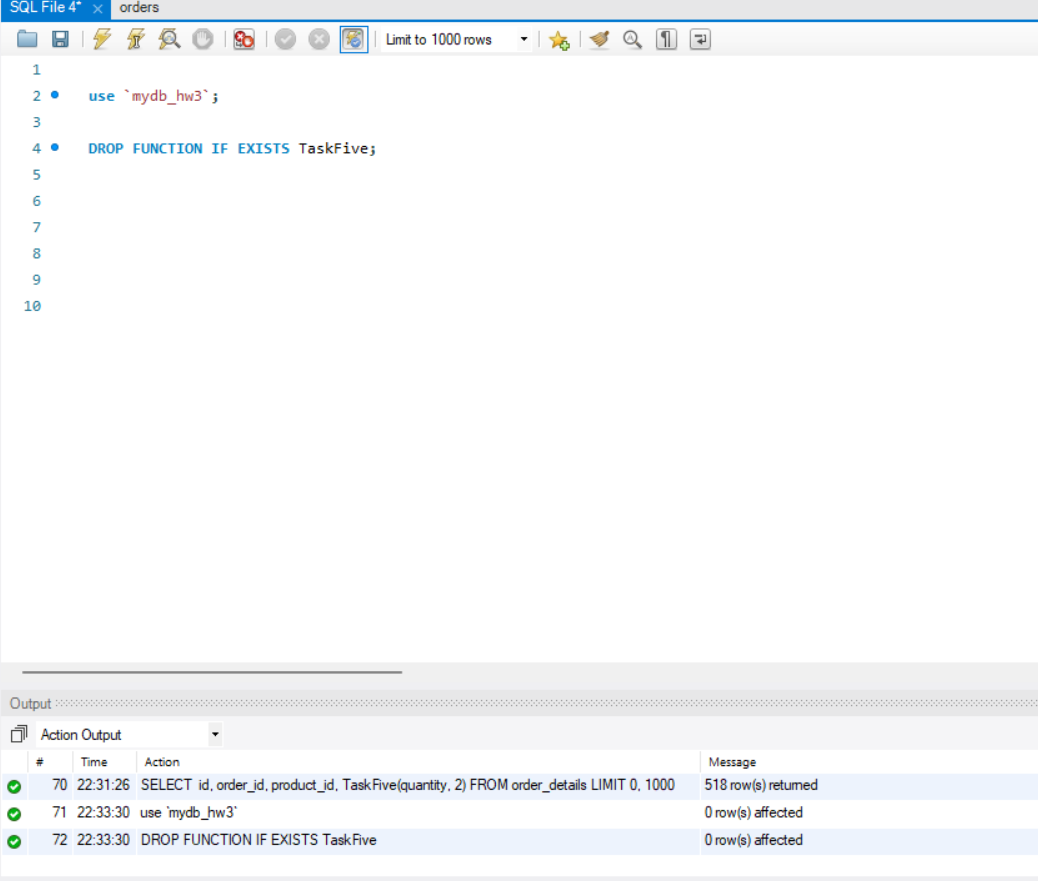 SQL File 4* × orders
Limit to 1000 rows
1
2 use `mydb_hw3`;
3
4 DROP FUNCTION IF EXISTS TaskFive;
5
6
7
8
9
10
Output
Action Output
# Time Action Message
70 22:31:26 SELECT id, order_id, product_id, TaskFive(quantity, 2) FROM order_details LIMIT 0, 1000 518 row(s) returned
71 22:33:30 use `mydb_hw3` 0 row(s) affected
72 22:33:30 DROP FUNCTION IF EXISTS TaskFive 0 row(s) affected